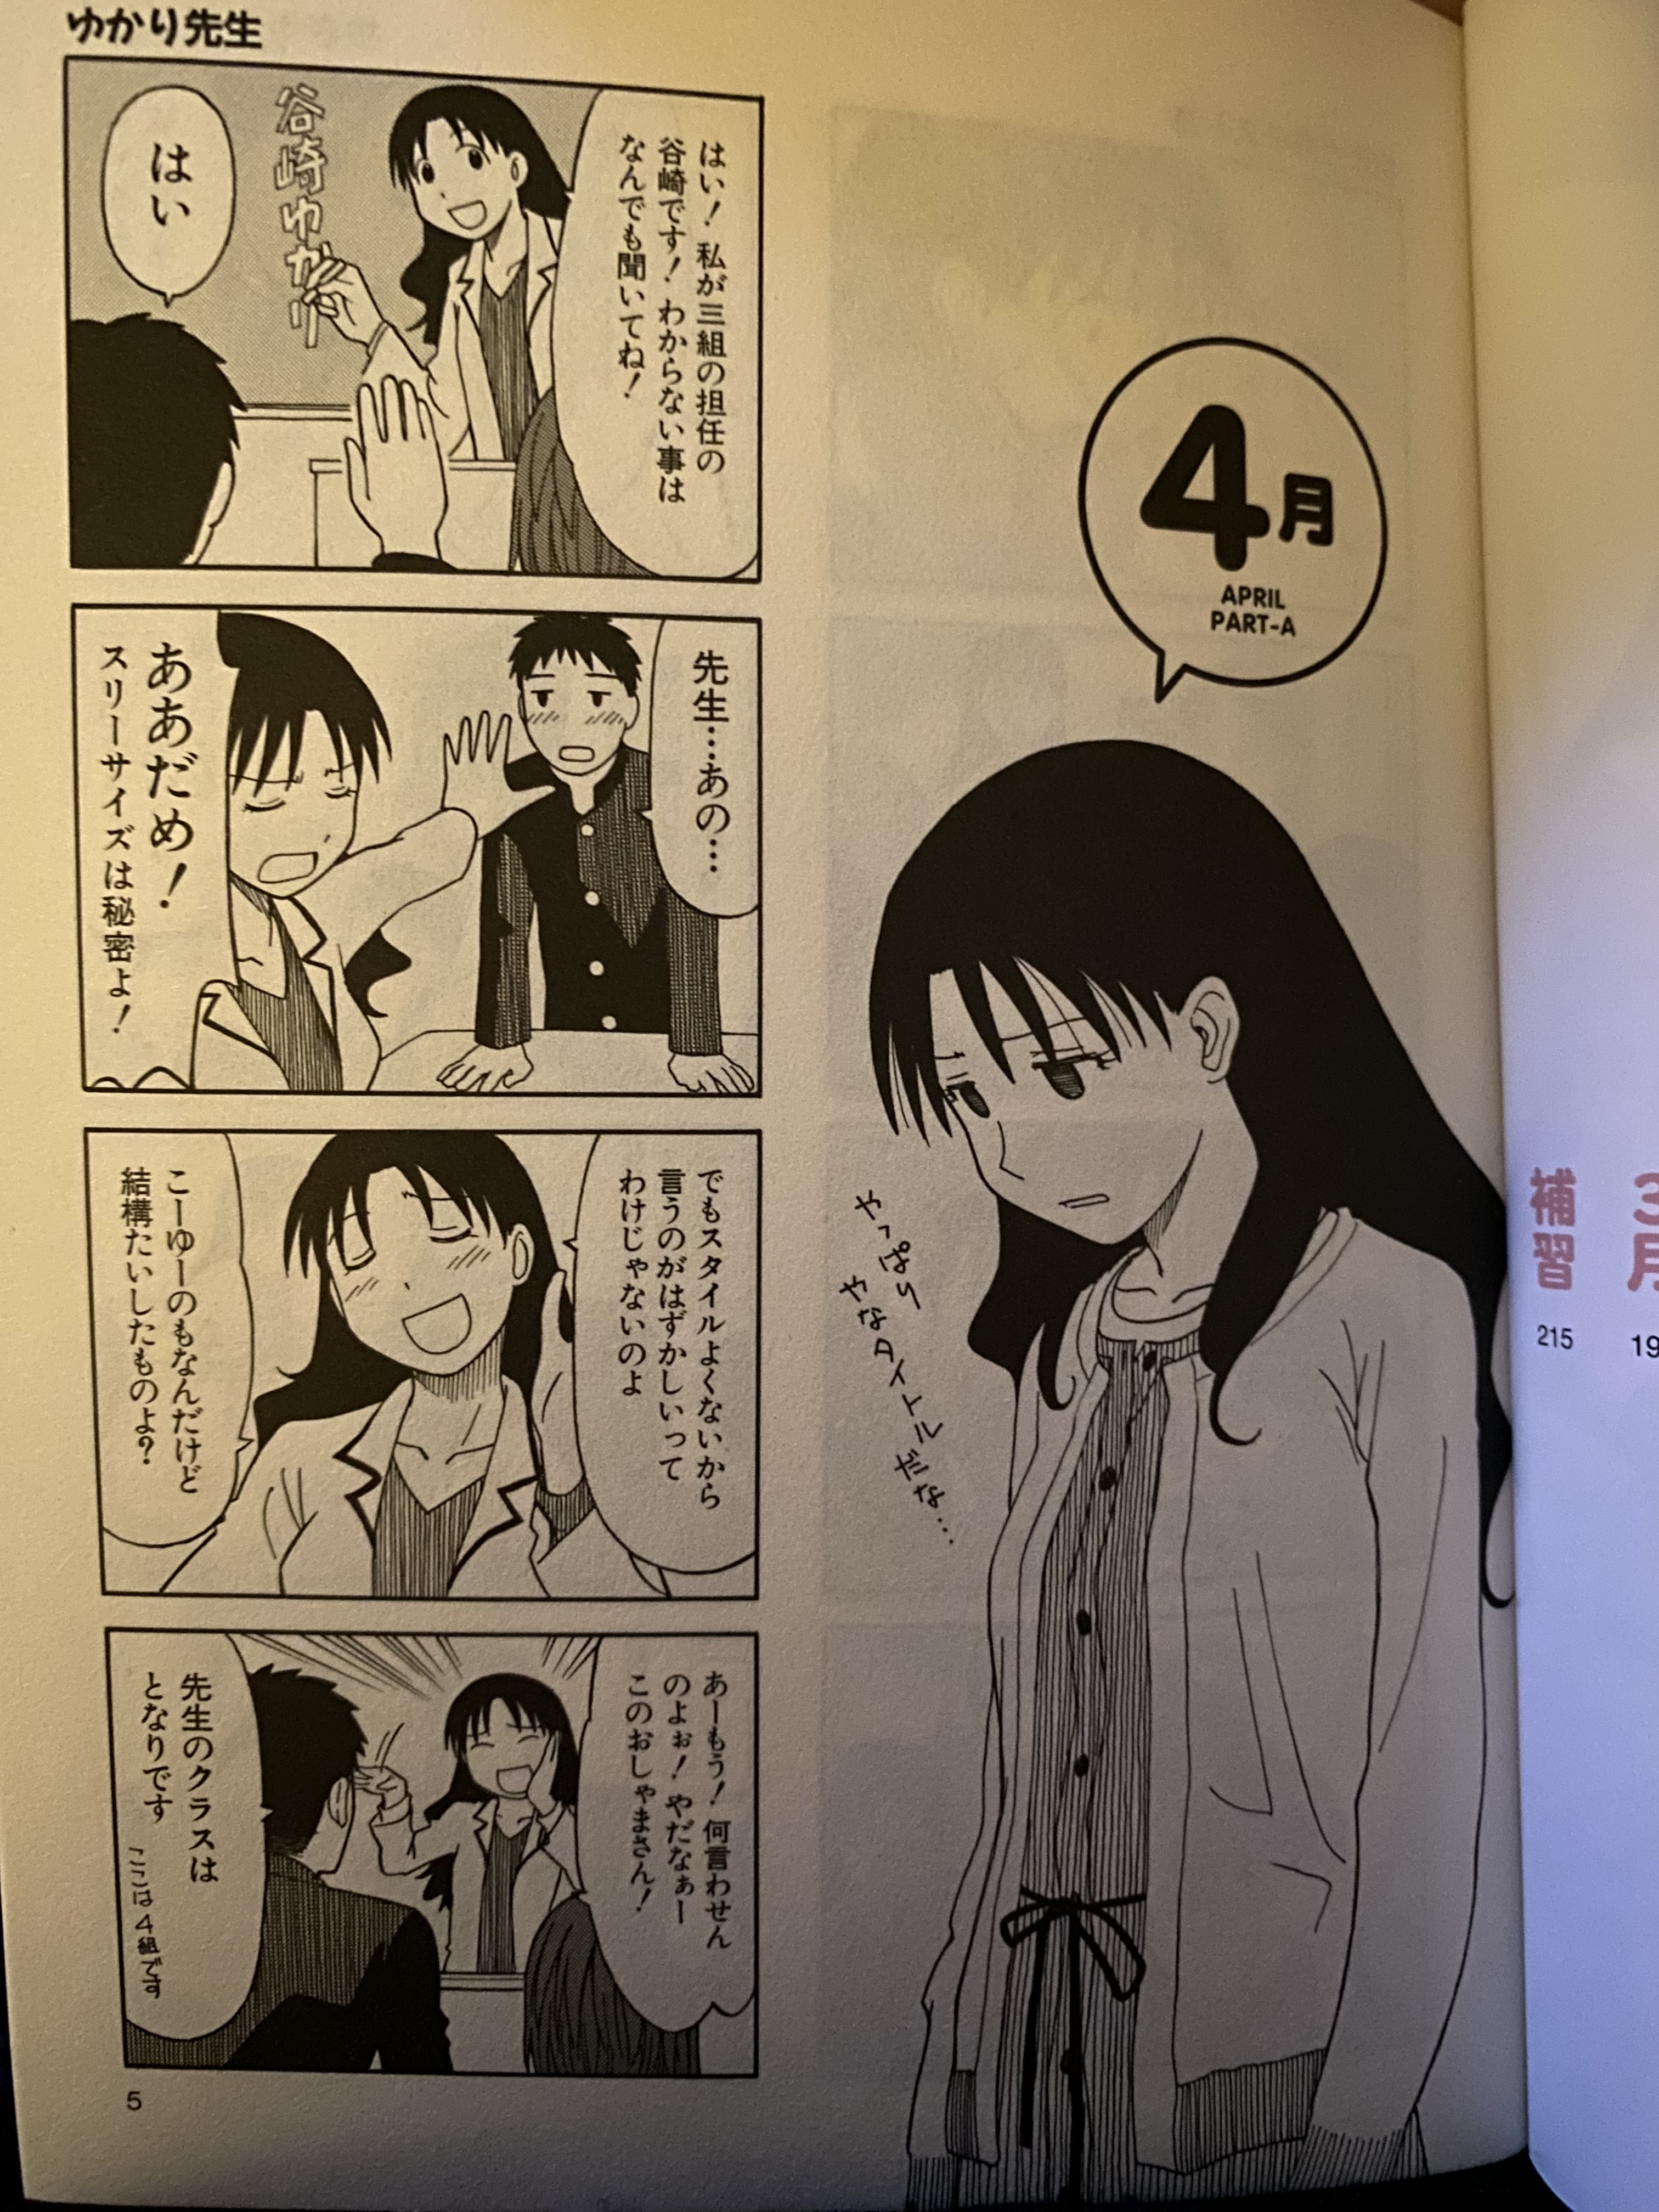 補習
215
4月
APRIL
PART-A
やっぱり
やなタイトルだな…
ゆかり先生
はい！私が三組の担任の
谷崎です！わからない事は
なんでも聞いてね！
谷崎ゆかり
はい
先生…あの…
ああだめ！
スリーサイズは秘密よ！
でもスタイルよくないから
言うのがはずかしいって
わけじゃないのよ
こーゆーのもなんだけど
結構たいしたものよ？
あーもう！何言わせん
のよぉ！やだなぁー
このおしゃまさん！
先生のクラスは
となりです
ここは4組です
5